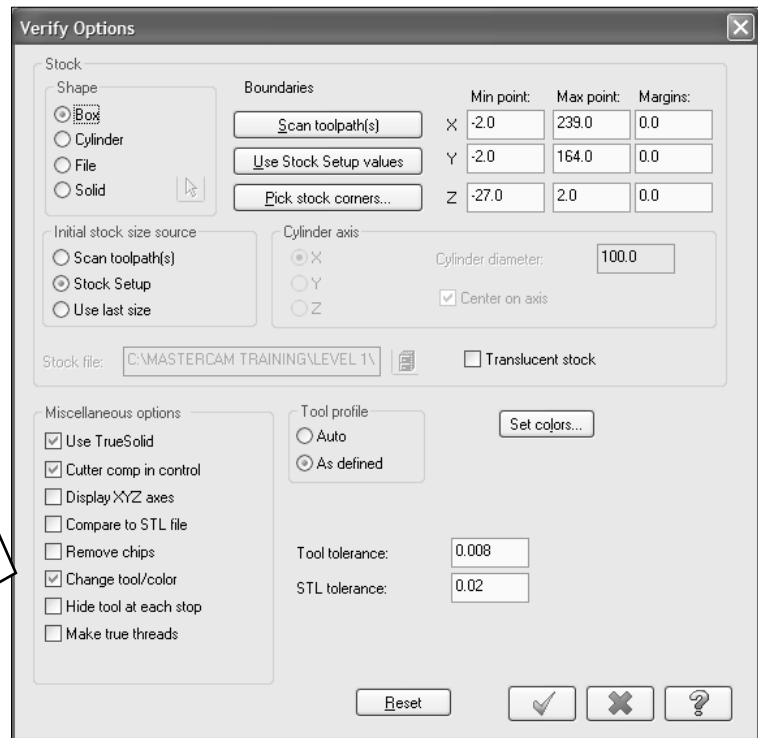 Verify Options
Stock
Shape
Box
Cylinder
File
Solid
Boundaries
Scan toolpath(s)
Use Stock Setup values
Pick stock corners...
Min point: Max point: Margins:
X -2.0 239.0 0.0
Y -2.0 164.0 0.0
Z -27.0 2.0 0.0
Initial stock size source
Scan toolpath(s)
Stock Setup
Use last size
Cylinder axis
X
Y
Z
Cylinder diameter: 100.0
Center on axis
Stock file: C:\MASTERCAM TRAINING\LEVEL 1\
Translucent stock
Miscellaneous options
Use TrueSolid
Cutter comp in control
Display XYZ axes
Compare to STL file
Remove chips
Change tool/color
Hide tool at each stop
Make true threads
Tool profile
Auto
As defined
Set colors...
Tool tolerance: 0.008
STL tolerance: 0.02
Reset